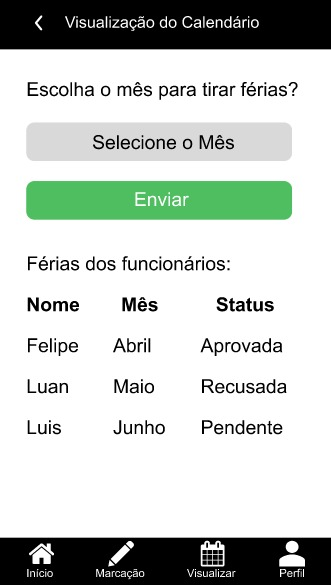 Visualização do Calendário
Escolha o mês para tirar férias?
Selecione o Mês
Enviar
Férias dos funcionários:
Nome Mês Status
Felipe Abril Aprovada
Luan Maio Recusada
Luis Junho Pendente
Início Marcação Visualizar Perfil